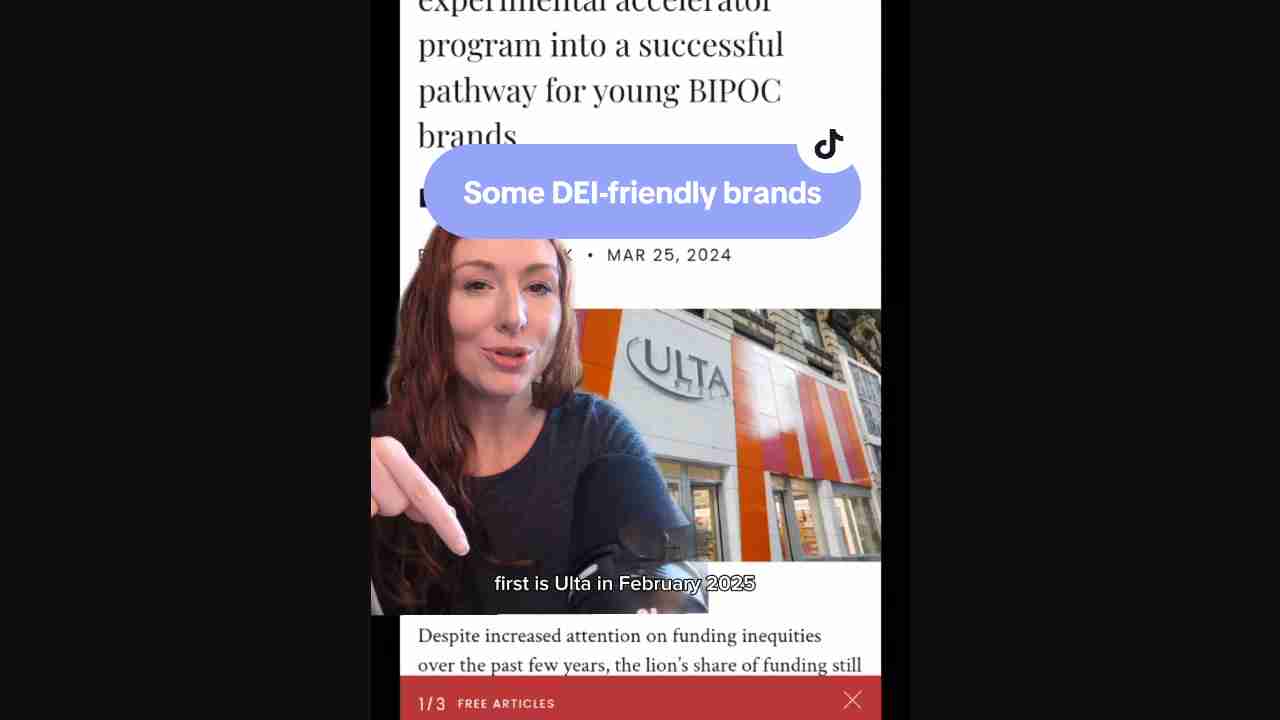 experimental accelerator
program into a successful
pathway for young BIPOC
brands
Some DEI-friendly brands
MAR 25, 2024
ULTA
first is Ulta in February 2025
Despite increased attention on funding inequities
over the past few years, the lion's share of funding still
1/3 FREE ARTICLES